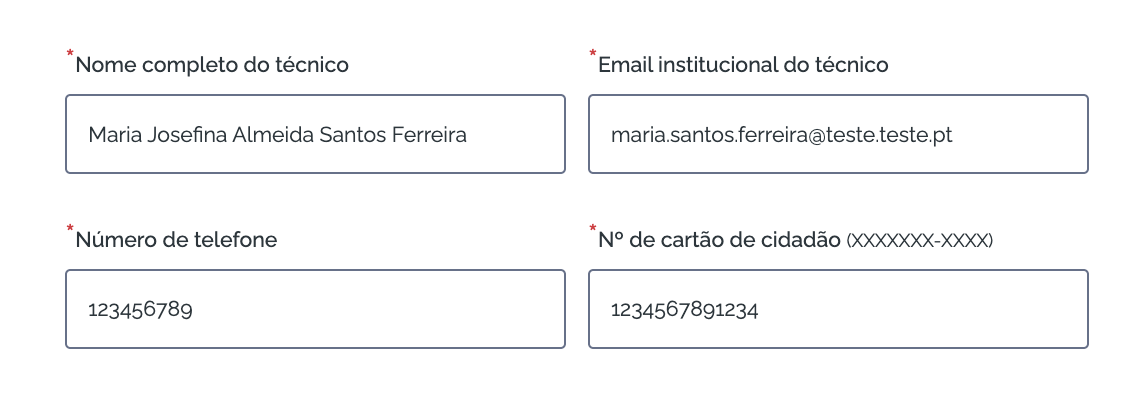 *Nome completo do técnico
*Email institucional do técnico
Maria Josefina Almeida Santos Ferreira
maria.santos.ferreira@teste.teste.pt
*Número de telefone
*Nº de cartão de cidadão (XXXXXXX-XXXX)
123456789
1234567891234